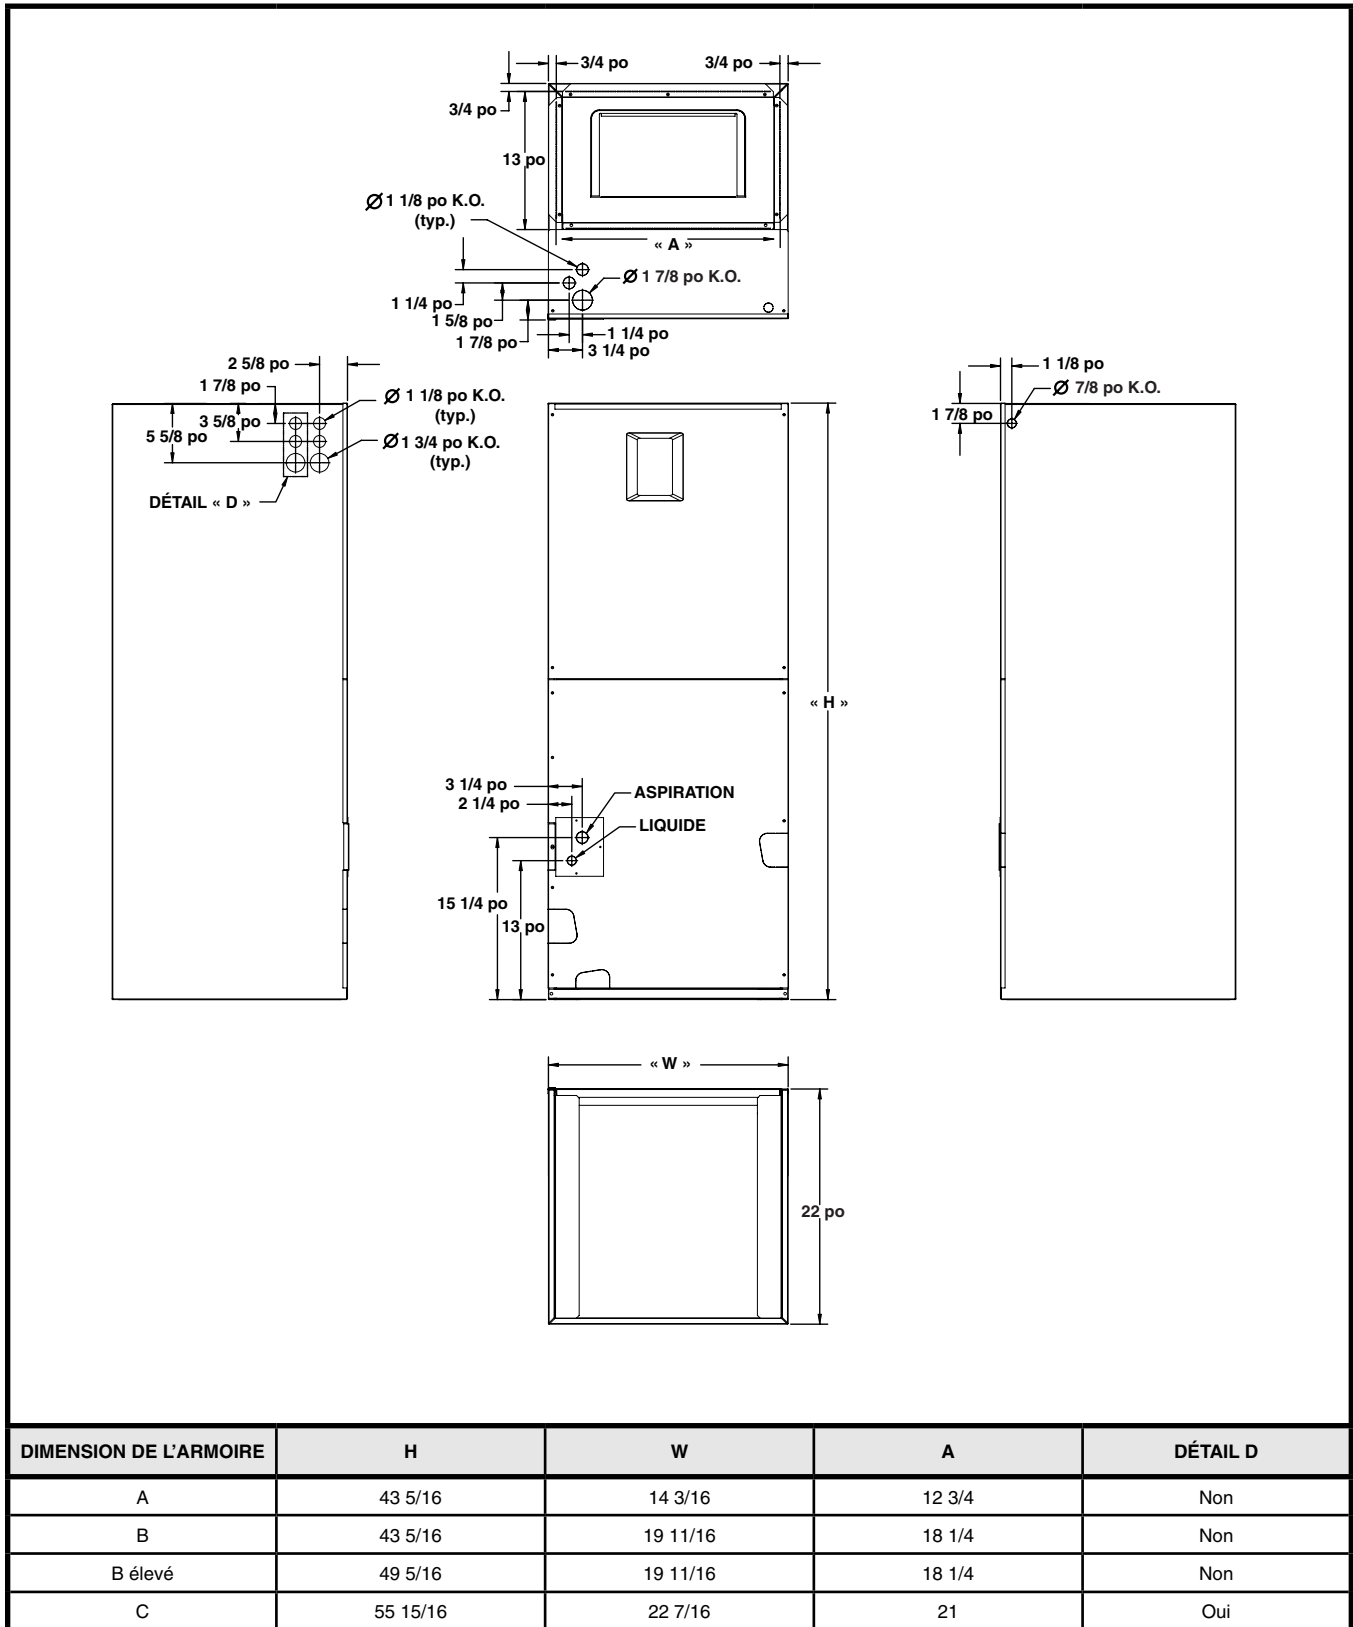 3/4 po 3/4 po
3/4 po
13 po
Ø 1 1/8 po K.O.
(typ.)
« A »
Ø 1 7/8 po K.O.
1 1/4 po
1 5/8 po
1 7/8 po
1 1/4 po
3 1/4 po
2 5/8 po
1 7/8 po
3 5/8 po
5 5/8 po
Ø 1 1/8 po K.O.
(typ.)
Ø 1 3/4 po K.O.
(typ.)
DÉTAIL « D »
1 1/8 po
Ø 7/8 po K.O.
1 7/8 po
« H »
3 1/4 po
2 1/4 po
ASPIRATION
LIQUIDE
15 1/4 po
13 po
« W »
22 po
DIMENSION DE L’ARMOIRE H W A DÉTAIL D
A 43 5/16 14 3/16 12 3/4 Non
B 43 5/16 19 11/16 18 1/4 Non
B élevé 49 5/16 19 11/16 18 1/4 Non
C 55 15/16 22 7/16 21 Oui